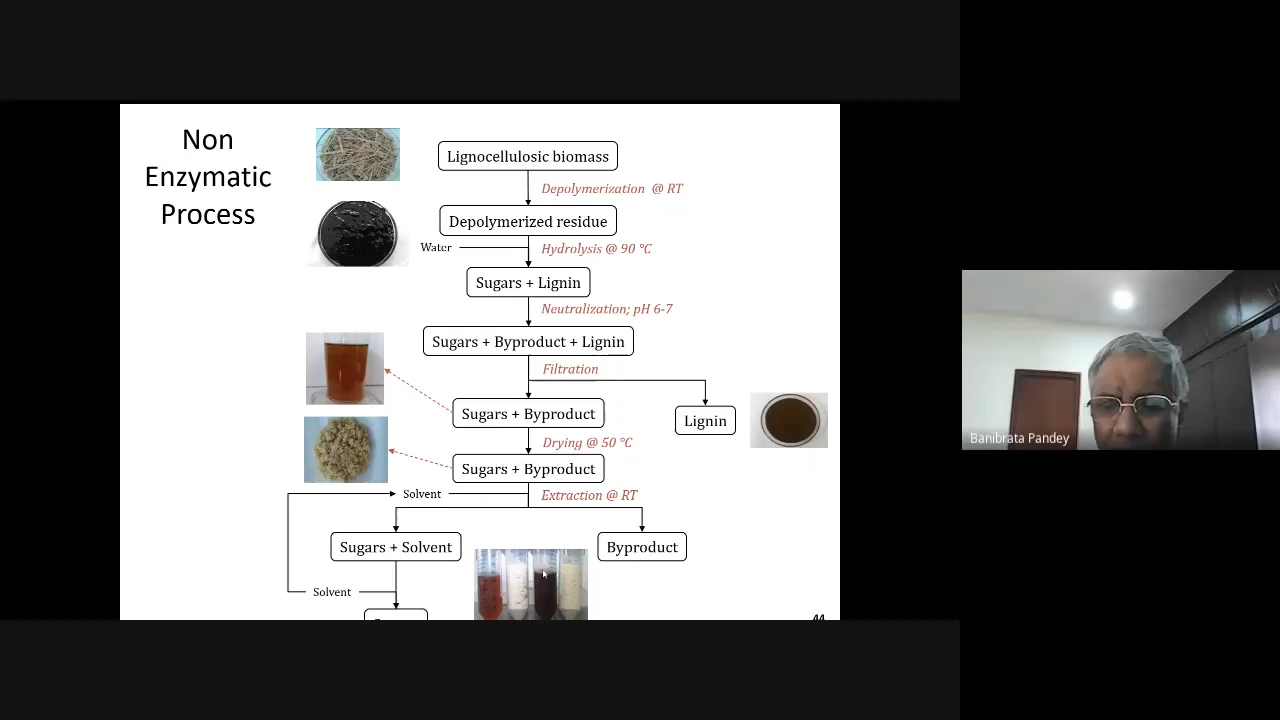 Non
Enzymatic
Process
Lignocellulosic biomass
Depolymerization @ RT
Depolymerized residue
Water
Hydrolysis @ 90 °C
Sugars + Lignin
Neutralization; pH 6-7
Sugars + Byproduct + Lignin
Filtration
Sugars + Byproduct
Lignin
Drying @ 50 °C
Sugars + Byproduct
Solvent
Extraction @ RT
Sugars + Solvent
Byproduct
Solvent
44
Banibrata Pandey